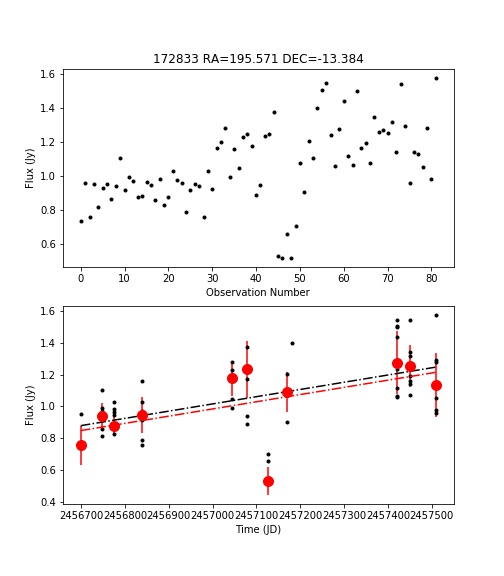 172833 RA=195.571 DEC=-13.384
1.6
1.4
1.2
1.0
0.8
0.6
Flux (Jy)
0 10 20 30 40 50 60 70 80
Observation Number
1.6
1.4
1.2
1.0
0.8
0.6
0.4
Flux (Jy)
2456700 2456800 2456900 2457000 2457100 2457200 2457300 2457400 2457500
Time (JD)